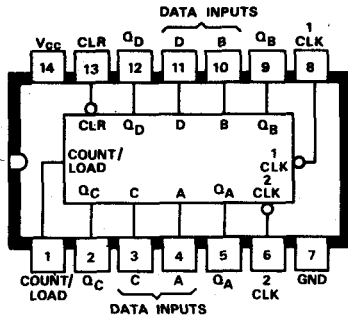 DATA INPUTS
1
VCC CLR QD D B QB CLK
14 13 12 11 10 9 8
CLR QD D B QB
COUNT/
LOAD
1
CLK
2
QC C A QA CLK
1 2 3 4 5 6 7
COUNT/
LOAD
QC C A QA 2
CLK
GND
DATA INPUTS